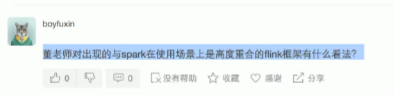 boyfuxin
董老师对出现的与spark在使用场景上是高度重合的flink框架有什么看法?
0 0 没有帮助 收藏 感谢 分享